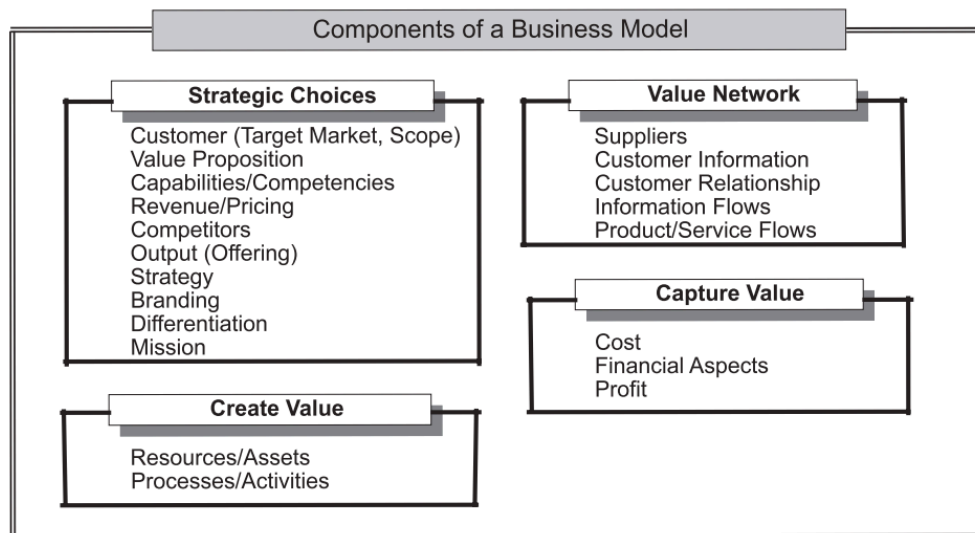 Components of a Business Model
Strategic Choices
Customer (Target Market, Scope)
Value Proposition
Capabilities/Competencies
Revenue/Pricing
Competitors
Output (Offering)
Strategy
Branding
Differentiation
Mission
Create Value
Resources/Assets
Processes/Activities
Value Network
Suppliers
Customer Information
Customer Relationship
Information Flows
Product/Service Flows
Capture Value
Cost
Financial Aspects
Profit